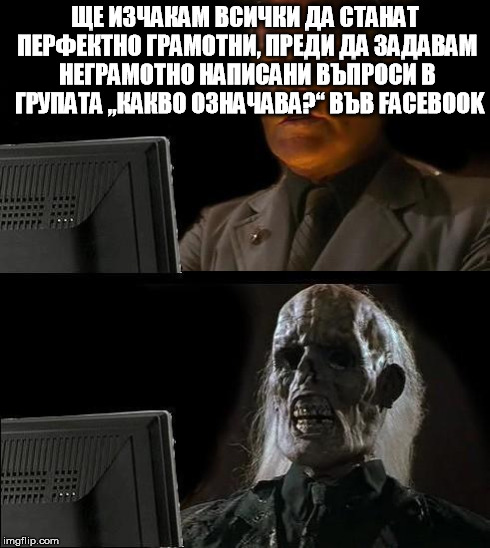 ЩЕ ИЗЧАКАМ ВСИЧКИ ДА СТАНАТ
ПЕРФЕКТНО ГРАМОТНИ, ПРЕДИ ДА ЗАДАВАМ
НЕГРАМОТНО НАПИСАНИ ВЪПРОСИ В
ГРУПАТА „КАКВО ОЗНАЧАВА?“ ВЪВ FACEBOOK
imgflip.com